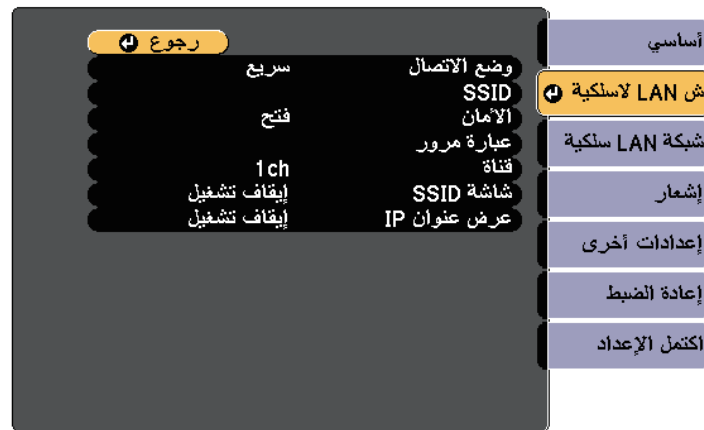 أساسي
ش LAN لاسلكية
شبكة LAN سلكية
إشعار
إعدادات أخرى
إعادة الضبط
اكتمل الإعداد
رجوع
وضع الاتصال سريع
SSID
الأمان فتح
عبارة مرور
قناة 1ch
شاشة SSID إيقاف تشغيل
عرض عنوان IP إيقاف تشغيل